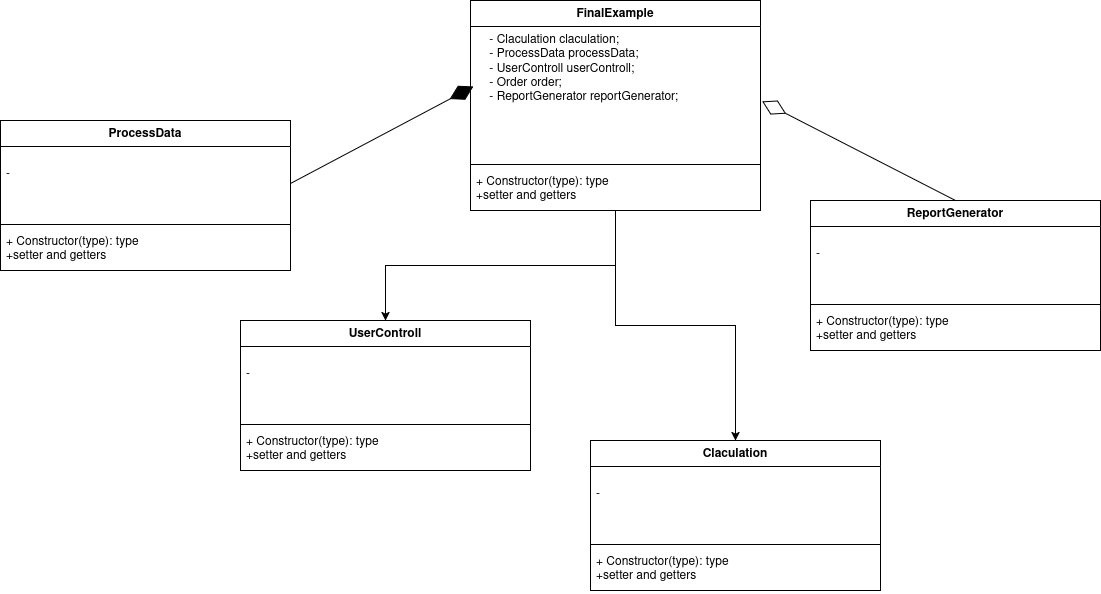 FinalExample
- Claculation claculation;
- ProcessData processData;
- UserControll userControll;
- Order order;
- ReportGenerator reportGenerator;
+ Constructor(type): type
+setter and getters
ProcessData
-
+ Constructor(type): type
+setter and getters
ReportGenerator
-
+ Constructor(type): type
+setter and getters
UserControll
-
+ Constructor(type): type
+setter and getters
Claculation
-
+ Constructor(type): type
+setter and getters